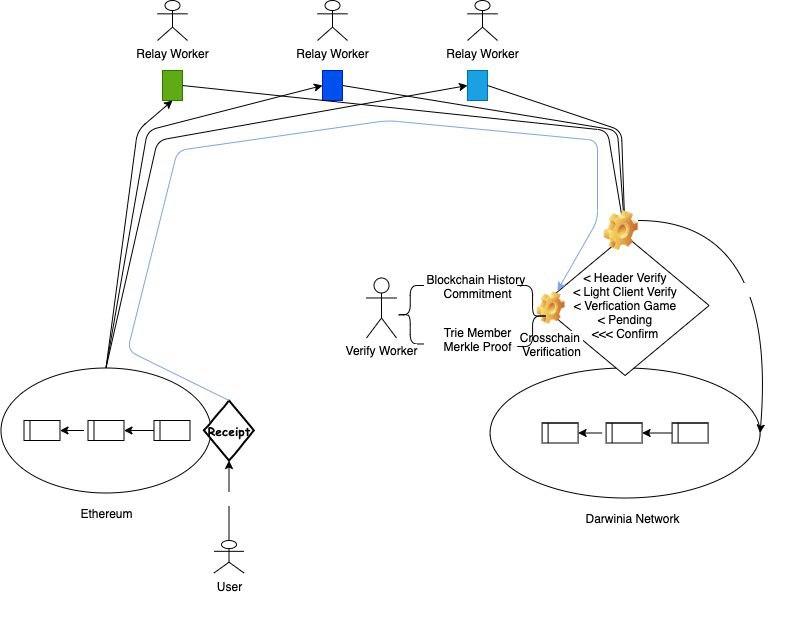 Relay Worker
Relay Worker
Relay Worker
Blockchain History
Commitment
Trie Member
Merkle Proof
Verify Worker
Crosschain
Verification
< Header Verify
< Light Client Verify
< Verfication Game
< Pending
<<< Confirm
Receipt
Ethereum
Darwinia Network
User